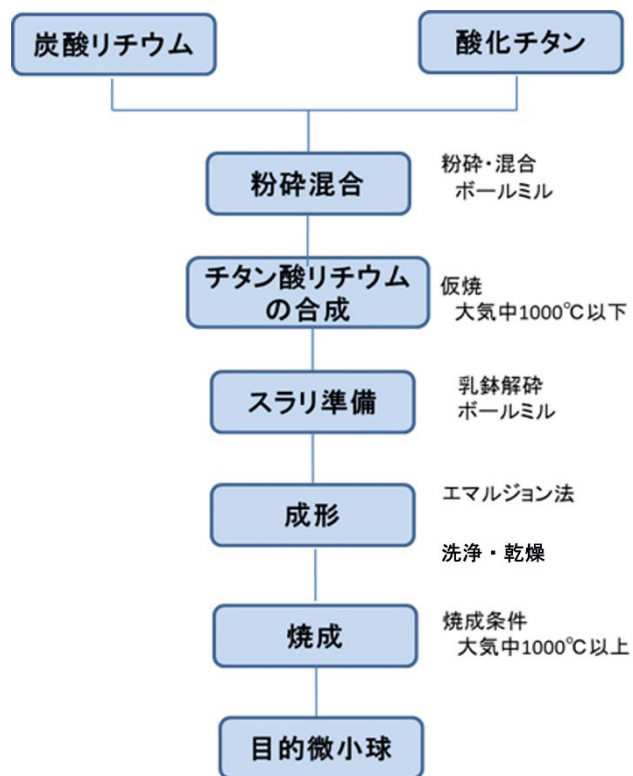 炭酸リチウム
酸化チタン
粉砕混合
粉砕・混合
ボールミル
チタン酸リチウム
の合成
仮焼
大気中1000℃以下
スラリ準備
乳鉢解砕
ボールミル
成形
エマルジョン法
洗浄・乾燥
焼成
焼成条件
大気中1000℃以上
目的微小球